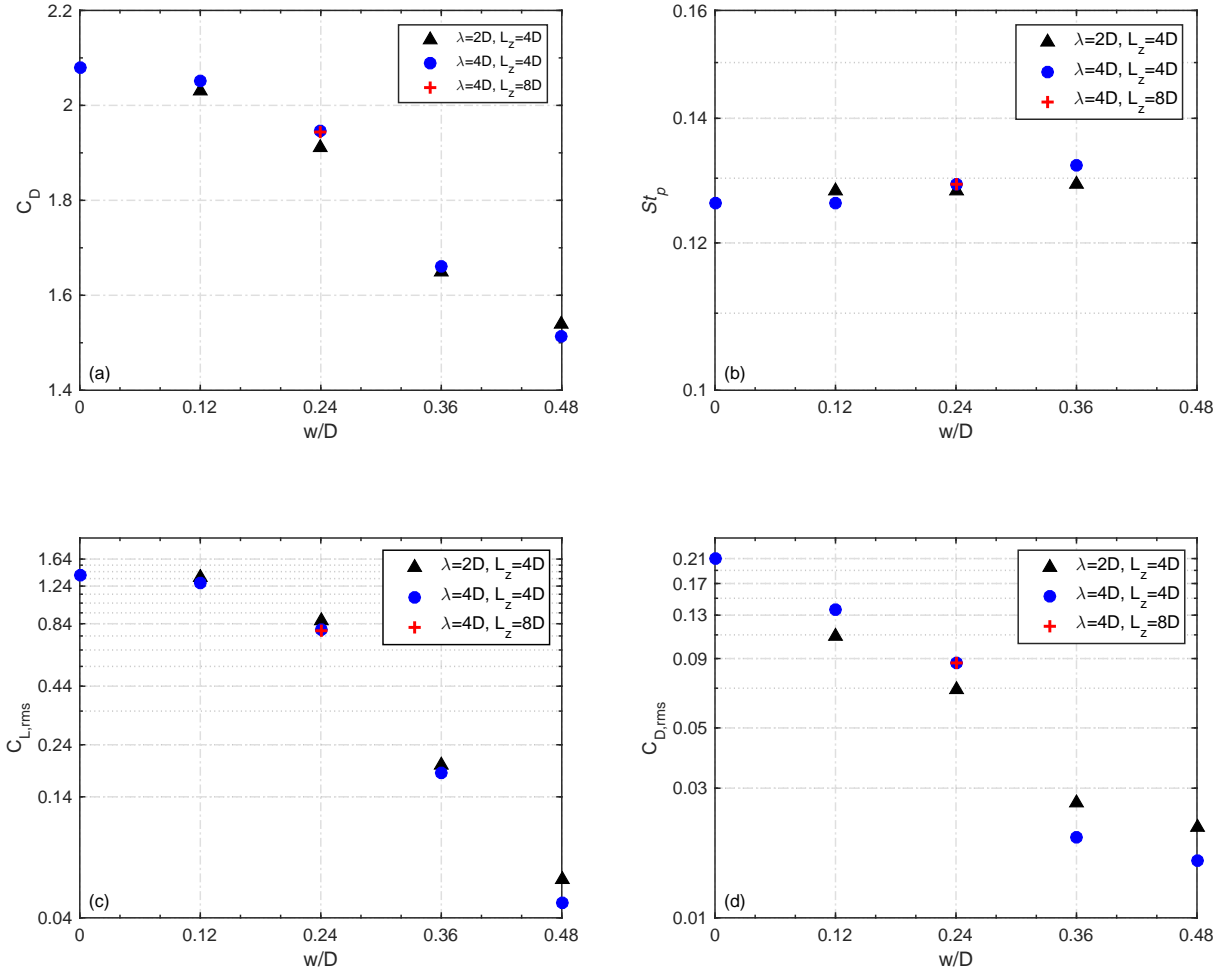 2.2
2
1.8
1.6
1.4
C_D
0 0.12 0.24 0.36 0.48
w/D
(a)
λ=2D, L_z=4D
λ=4D, L_z=4D
λ=4D, L_z=8D
0.16
0.14
0.12
0.1
St_p
0 0.12 0.24 0.36 0.48
w/D
(b)
λ=2D, L_z=4D
λ=4D, L_z=4D
λ=4D, L_z=8D
1.64
1.24
0.84
0.44
0.24
0.14
0.04
C_L,rms
0 0.12 0.24 0.36 0.48
w/D
(c)
λ=2D, L_z=4D
λ=4D, L_z=4D
λ=4D, L_z=8D
0.21
0.17
0.13
0.09
0.05
0.03
0.01
C_D,rms
0 0.12 0.24 0.36 0.48
w/D
(d)
λ=2D, L_z=4D
λ=4D, L_z=4D
λ=4D, L_z=8D